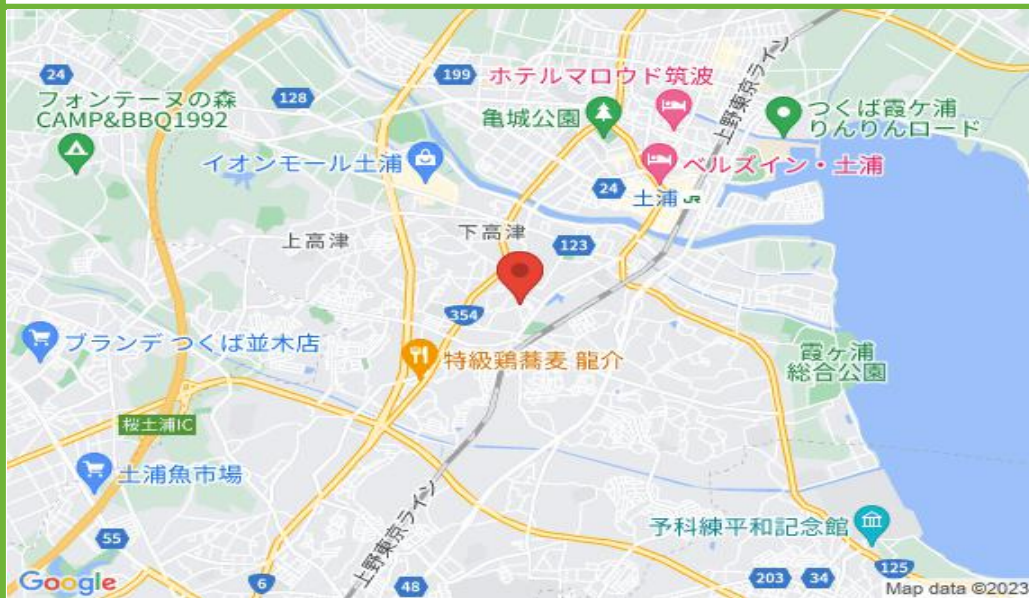 24
128
199
フォンテーヌの森
CAMP&BBQ1992
ホテルマロウド筑波
亀城公園
上野東京ライン
つくば霞ケ浦
りんりんロード
イオンモール土浦
ベルズイン・土浦
24
土浦 JR
上高津
下高津
123
354
ブランデ つくば並木店
特級鶏蕎麦 龍介
霞ヶ浦
総合公園
桜土浦IC
土浦魚市場
予科練平和記念館
55
上野東京ライン
6
48
203
34
125
Google
Map data ©2023